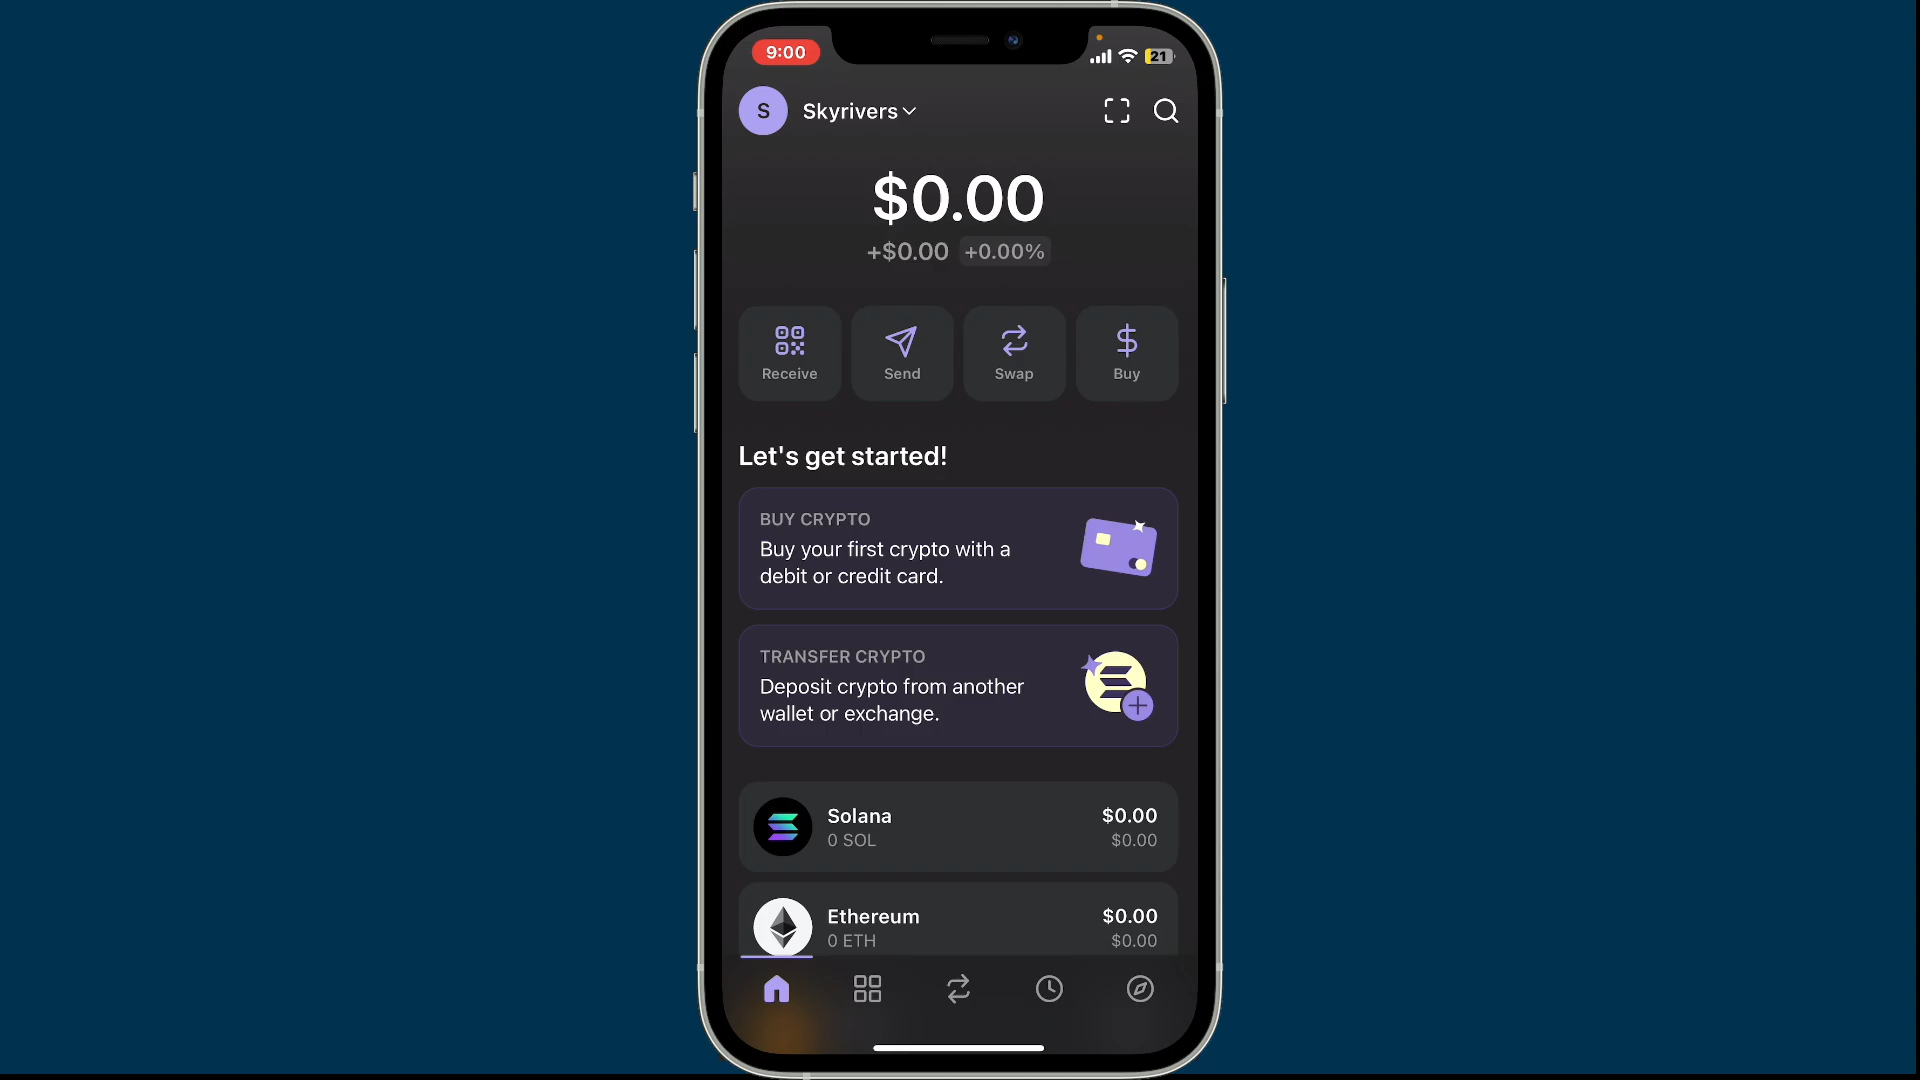 9:00
21
S
Skyrivers
$0.00
+$0.00 +0.00%
Receive
Send
Swap
Buy
Let's get started!
BUY CRYPTO
Buy your first crypto with a
debit or credit card.
TRANSFER CRYPTO
Deposit crypto from another
wallet or exchange.
Solana
$0.00
0 SOL
$0.00
Ethereum
$0.00
0 ETH
$0.00